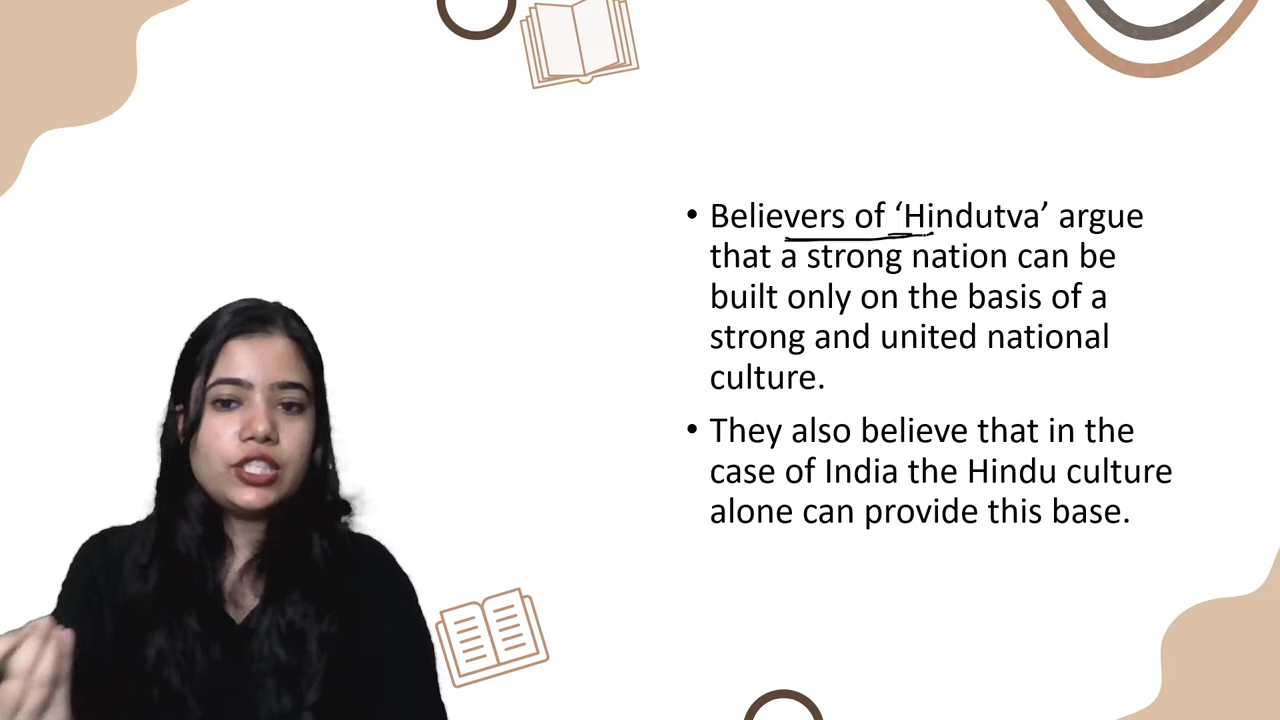 • Believers of ‘Hindutva’ argue
that a strong nation can be
built only on the basis of a
strong and united national
culture.
• They also believe that in the
case of India the Hindu culture
alone can provide this base.